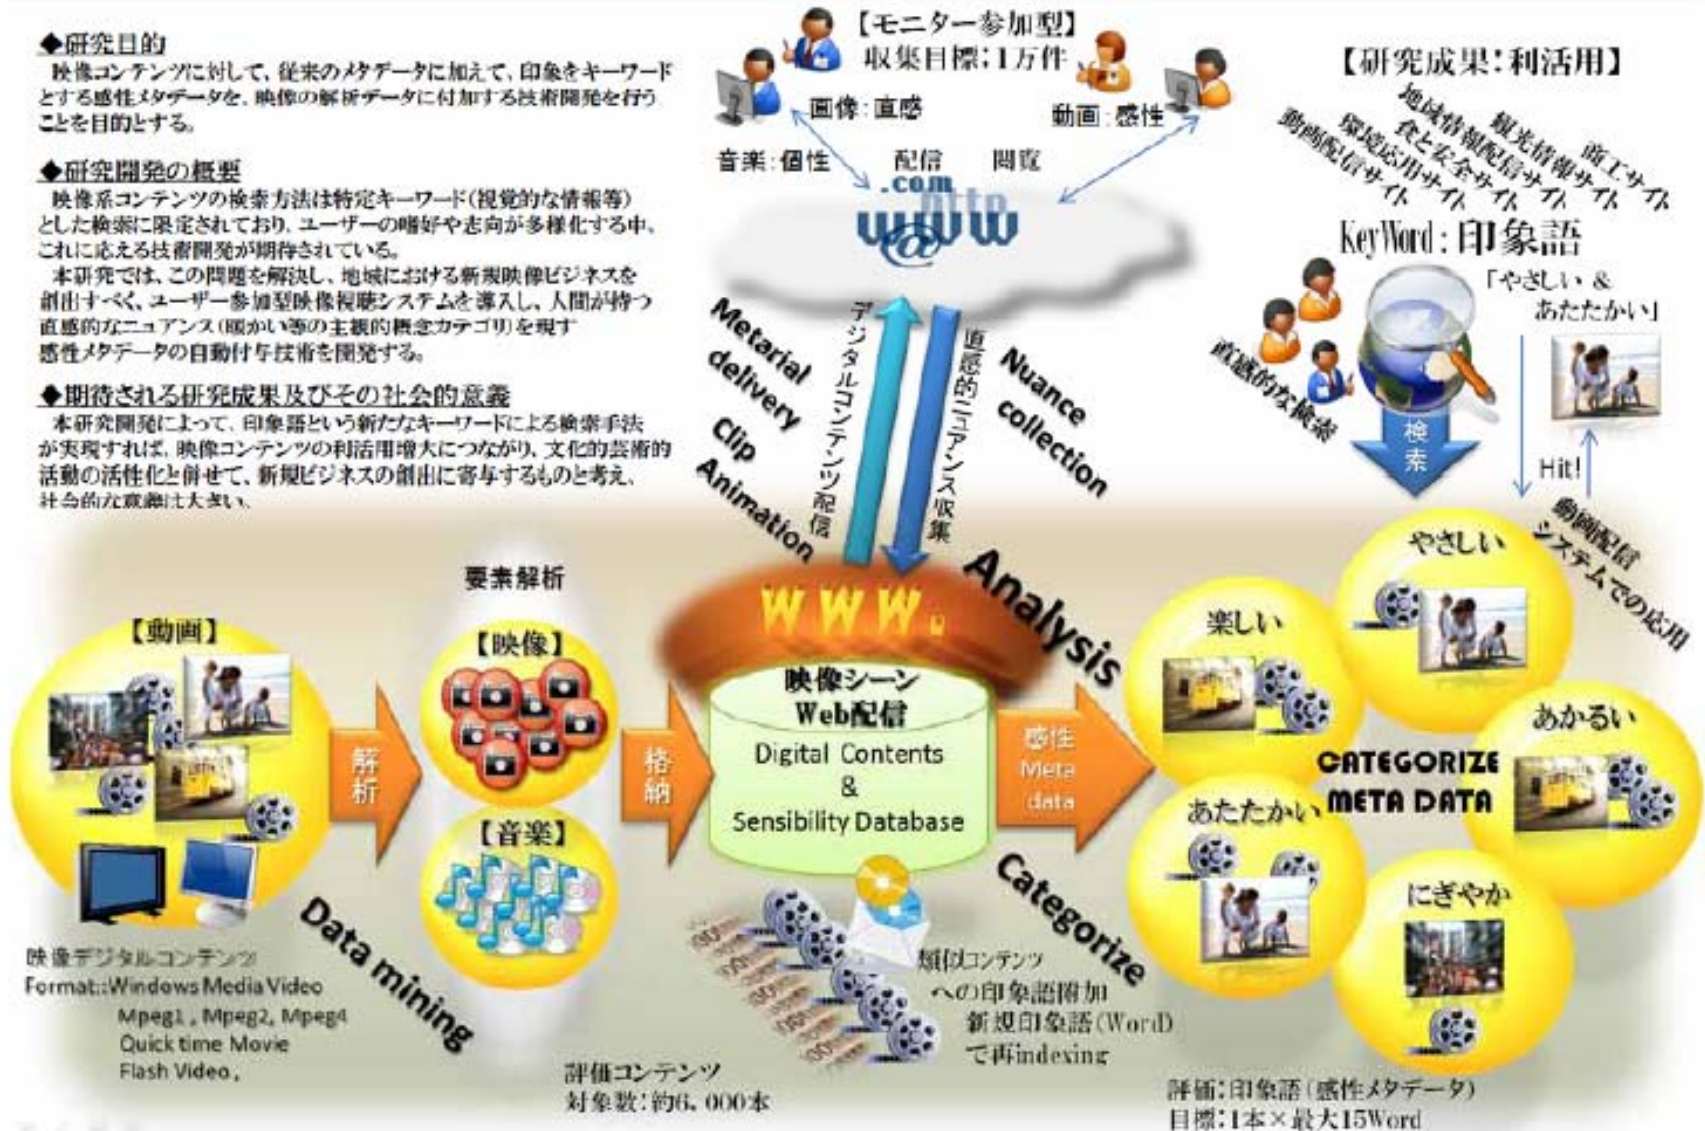 ◆研究目的
映像コンテンツに対して、従来のメタデータに加えて、印象をキーワード
とする感性メタデータを、映像の解析データに付加する技術開発を行う
ことを目的とする。
◆研究開発の概要
映像系コンテンツの検索方法は特定キーワード(視覚的な情報等)
とした検索に限定されており、ユーザーの嗜好や志向が多様化する中、
これに応える技術開発が期待されている。
本研究では、この問題を解決し、地域における新規映像ビジネスを
創出すべく、ユーザー参加型映像視聴システムを導入し、人間が持つ
直感的なニュアンス(暖かい等の主観的概念カテゴリ)を現す
感性メタデータの自動付与技術を開発する。
◆期待される研究成果及びその社会的意義
本研究開発によって、印象語という新たなキーワードによる検索手法
が実現すれば、映像コンテンツの利活用増大につながり、文化的芸術的
活動の活性化と併せて、新規ビジネスの創出に寄与するものと考え、
社会的な意義は大きい。
【モニター参加型】
収集目標;1万件
画像:直感
動画:感性
音楽:個性
配信
閲覧
.com
http
www
@
Metarial
delivery
Clip
Animation
デジタルコンテンツ配信
直感的ニュアンス収集
Nuance
collection
【研究成果:利活用】
動画配信サイト
環境応用サイト
食と安全サイト
地域情報配信サイト
観光情報サイト
商工サイト
KeyWord:印象語
「やさしい &
あたたかい」
直感的な検索
検索
Hit!
動画配信
システムでの応用
要素解析
【動画】
解析
【映像】
【音楽】
格納
WWW.
映像シーン
Web配信
Digital Contents
&
Sensibility Database
Analysis
感性
Meta
data
やさしい
楽しい
あかるい
CATEGORIZE
META DATA
あたたかい
にぎやか
Categorize
Data mining
映像デジタルコンテンツ
Format::Windows Media Video
Mpeg1 , Mpeg2, Mpeg4
Quick time Movie
Flash Video ,
類似コンテンツ
への印象語附加
新規印象語(Word)
で再indexing
評価コンテンツ
対象数:約6,000本
評価:印象語(感性メタデータ)
目標:1本×最大15Word